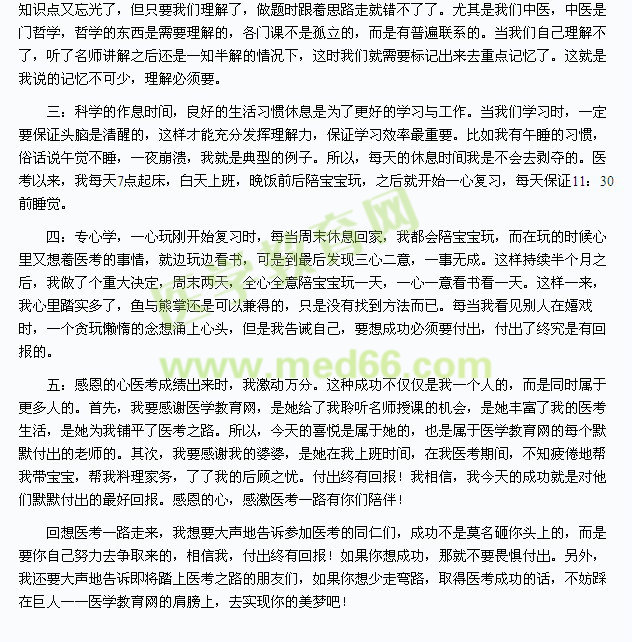 知识点又忘光了，但只要我们理解了，做题时跟着思路走就错不了了。尤其是我们中医，中医是
门哲学，哲学的东西是需要理解的，各门课不是孤立的，而是有普遍联系的。当我们自己理解不
了，听了名师讲解之后还是一知半解的情况下，这时我们就需要标记出来去重点记忆了。这就是
我说的记忆不可少，理解必须要。
三：科学的作息时间，良好的生活习惯休息是为了更好的学习与工作。当我们学习时，一定
要保证头脑是清醒的，这样才能充分发挥理解力，保证学习效率最重要。比如我有午睡的习惯，
俗话说午觉不睡，一夜崩溃，我就是典型的例子。所以，每天的休息时间我是不会去剥夺的。医
考以来，我每天7点起床，白天上班，晚饭前后陪宝宝玩，之后就开始一心复习，每天保证11：30
前睡觉。
四：专心学，一心玩刚开始复习时，每当周末休息回家，我都会陪宝宝玩，而在玩的时候心
里又想着医考的事情，就边玩边看书，可是到最后发现三心二意，一事无成。这样持续半个月之
后，我做了个重大决定，周末两天，全心全意陪宝宝玩一天，一心一意看书看一天。这样一来，
我心里踏实多了，鱼与熊掌还是可以兼得的，只是没有找到方法而已。每当我看见别人在嬉戏
时，一个贪玩懒惰的念想涌上心头，但是我告诫自己，要想成功必须要付出，付出了终究是有回
报的。
五：感恩的心医考成绩出来时，我激动万分。这种成功不仅仅是我一个人的，而是同时属于
更多人的。首先，我要感谢医学教育网，是她给了我聆听名师授课的机会，是她丰富了我的医考
生活，是她为我铺平了医考之路。所以，今天的喜悦是属于她的，也是属于医学教育网的每个默
默付出的老师的。其次，我要感谢我的婆婆，是她在我上班时间，在我医考期间，不知疲倦地帮
我带宝宝，帮我料理家务，了了我的后顾之忧。付出终有回报！我相信，我今天的成功就是对他
们默默付出的最好回报。感恩的心，感激医考一路有你们陪伴！
回想医考一路走来，我想要大声地告诉参加医考的同仁们，成功不是莫名砸你头上的，而是
要你自己努力去争取来的，相信我，付出终有回报！如果你想成功，那就不要畏惧付出。另外，
我还要大声地告诉即将踏上医考之路的朋友们，如果你想少走弯路，取得医考成功的话，不妨踩
在巨人——医学教育网的肩膀上，去实现你的美梦吧！
医学教育网
www.med66.com